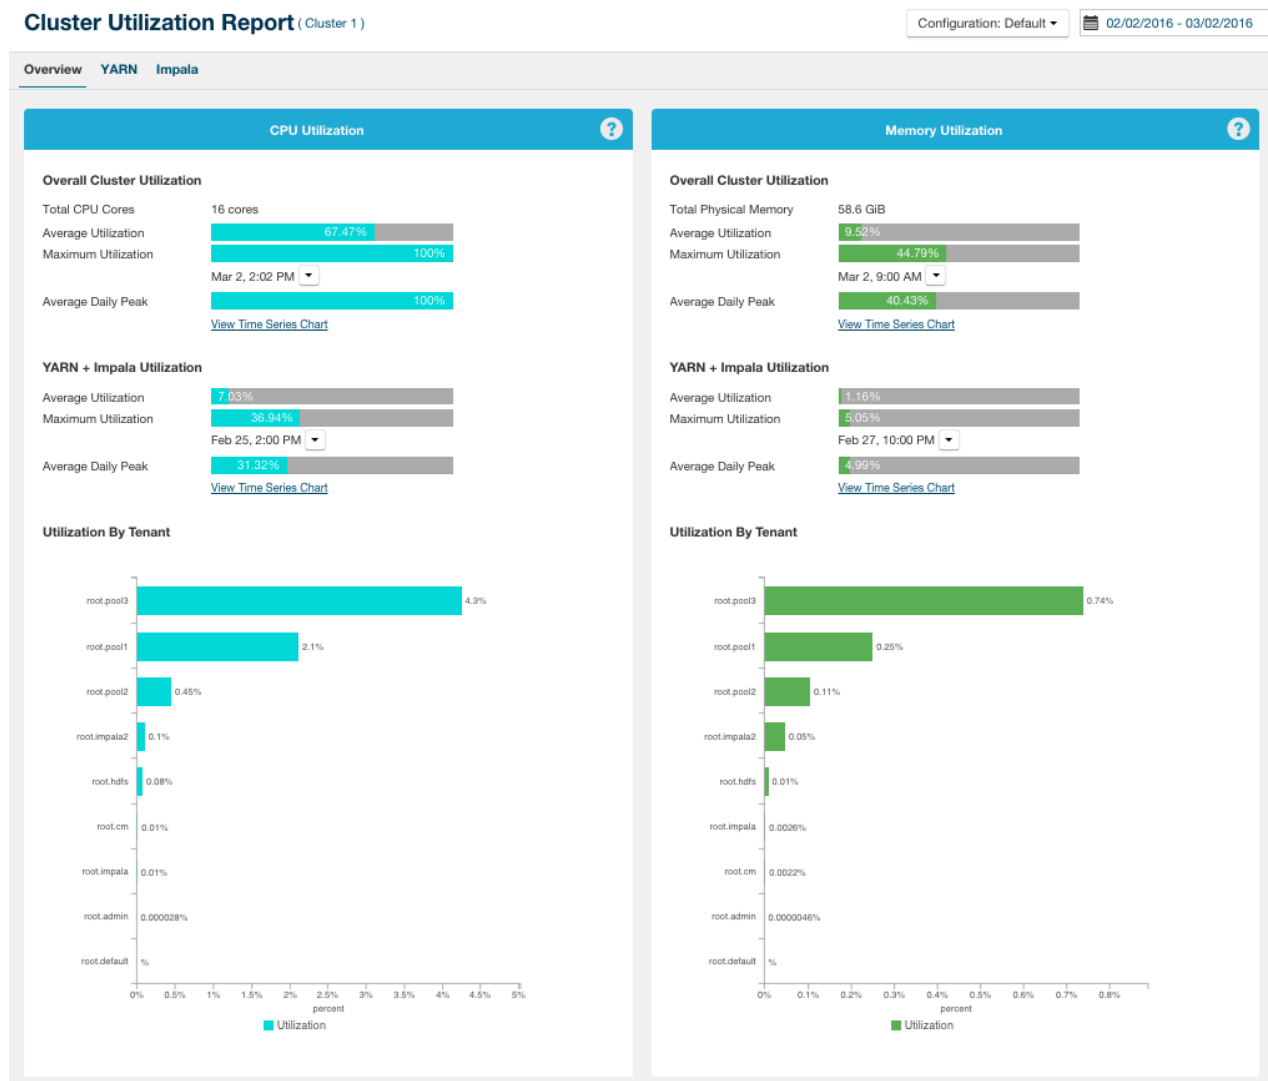 Cluster Utilization Report ( Cluster 1 )
Configuration: Default
02/02/2016 - 03/02/2016
Overview YARN Impala
CPU Utilization
?
Overall Cluster Utilization
Total CPU Cores 16 cores
Average Utilization 67.47%
Maximum Utilization 100%
Mar 2, 2:02 PM
Average Daily Peak 100%
View Time Series Chart
YARN + Impala Utilization
Average Utilization 7.03%
Maximum Utilization 36.94%
Feb 25, 2:00 PM
Average Daily Peak 31.32%
View Time Series Chart
Utilization By Tenant
root.pool3 4.3%
root.pool1 2.1%
root.pool2 0.45%
root.impala2 0.1%
root.hdfs 0.08%
root.cm 0.01%
root.impala 0.01%
root.admin 0.000028%
root.default %
0% 0.5% 1% 1.5% 2% 2.5% 3% 3.5% 4% 4.5% 5%
percent
Utilization
Memory Utilization
?
Overall Cluster Utilization
Total Physical Memory 58.6 GiB
Average Utilization 9.52%
Maximum Utilization 44.79%
Mar 2, 9:00 AM
Average Daily Peak 40.43%
View Time Series Chart
YARN + Impala Utilization
Average Utilization 1.16%
Maximum Utilization 5.05%
Feb 27, 10:00 PM
Average Daily Peak 4.99%
View Time Series Chart
Utilization By Tenant
root.pool3 0.74%
root.pool1 0.25%
root.pool2 0.11%
root.impala2 0.05%
root.hdfs 0.01%
root.impala 0.0026%
root.cm 0.0022%
root.admin 0.0000046%
root.default %
0% 0.1% 0.2% 0.3% 0.4% 0.5% 0.6% 0.7% 0.8%
percent
Utilization